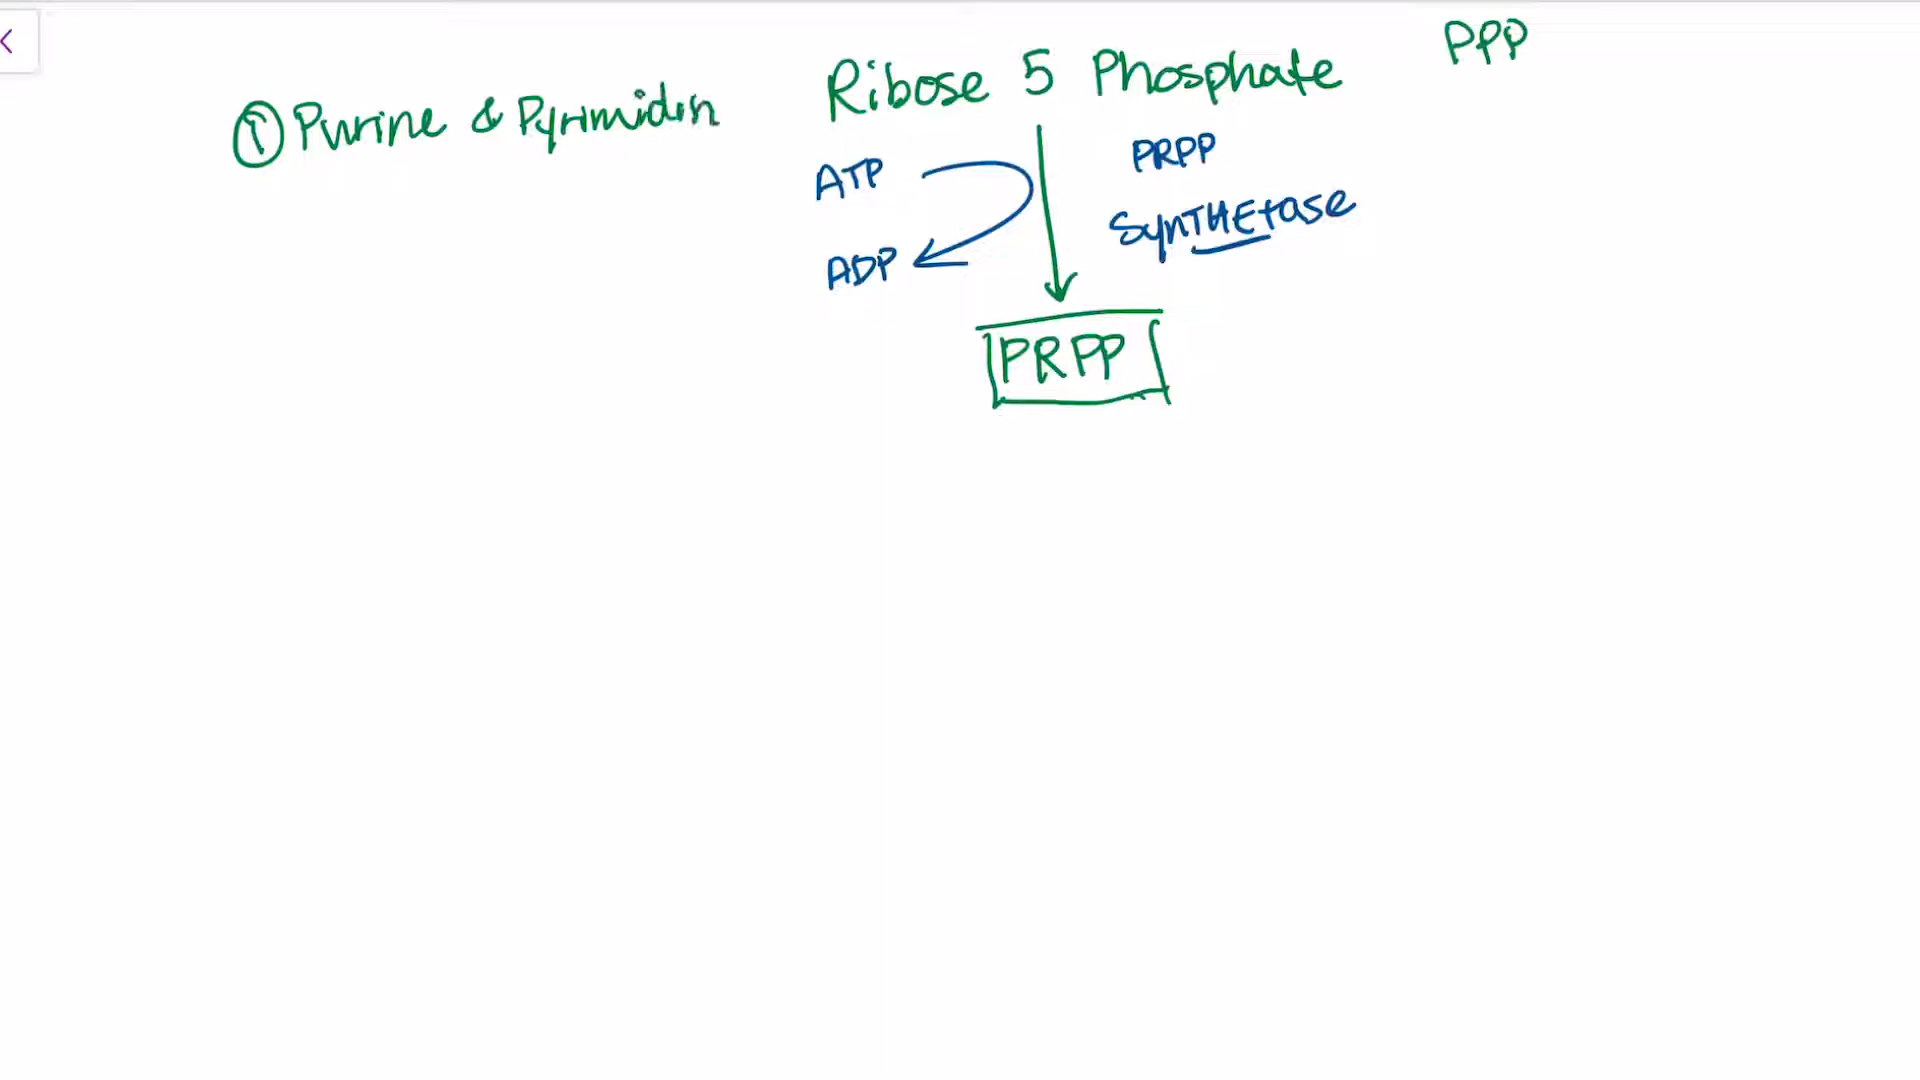 PPP
Ribose 5 Phosphate
① Purine & Pyrimidin
ATP
PRPP
SynTHEtase
ADP
PRPP